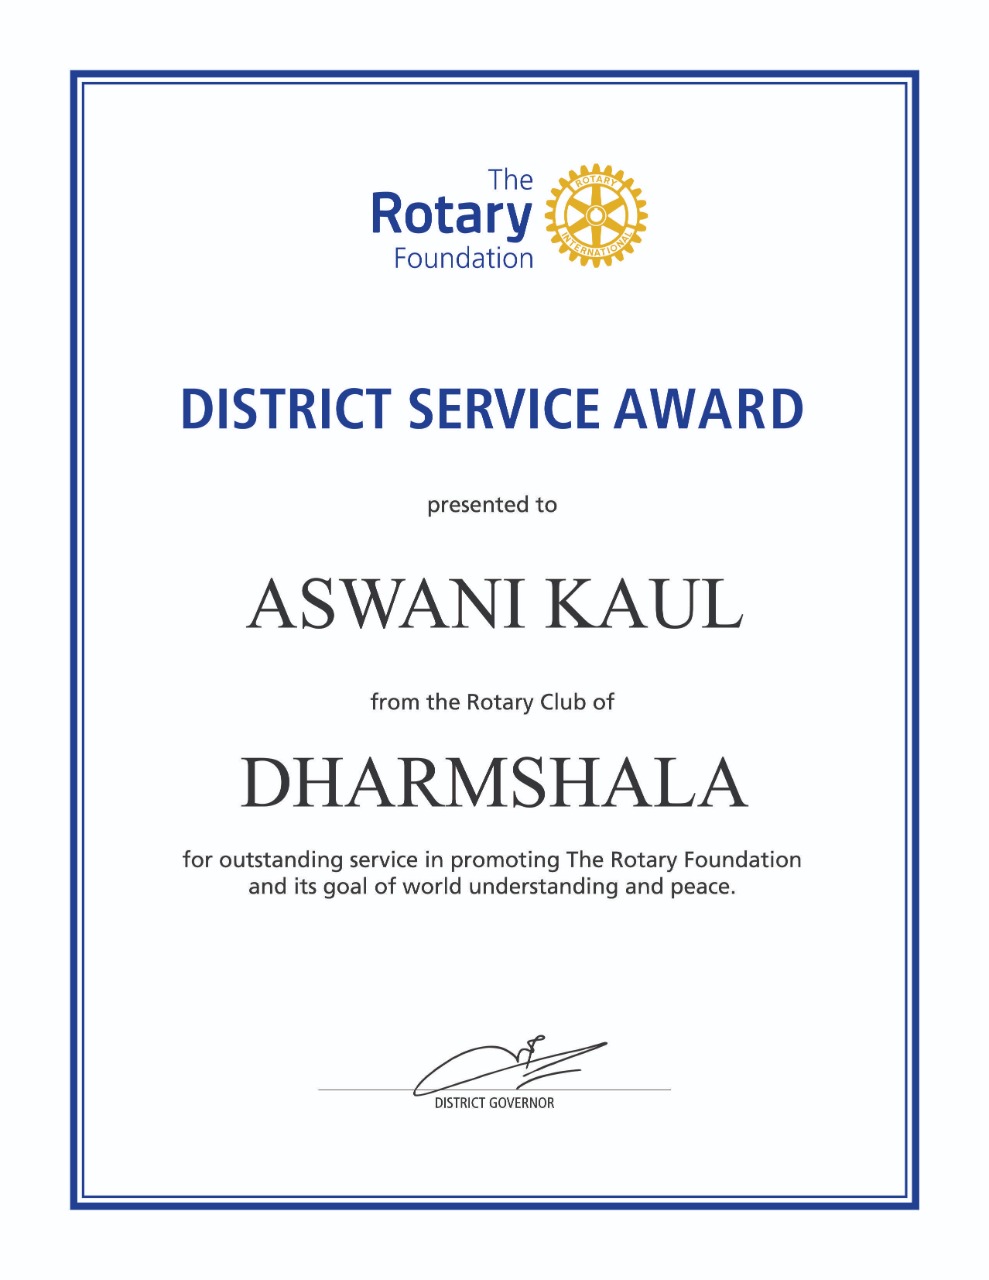 The
Rotary
Foundation
ROTARY
INTERNATIONAL
DISTRICT SERVICE AWARD
presented to
ASWANI KAUL
from the Rotary Club of
DHARMSHALA
for outstanding service in promoting The Rotary Foundation
and its goal of world understanding and peace.
DISTRICT GOVERNOR